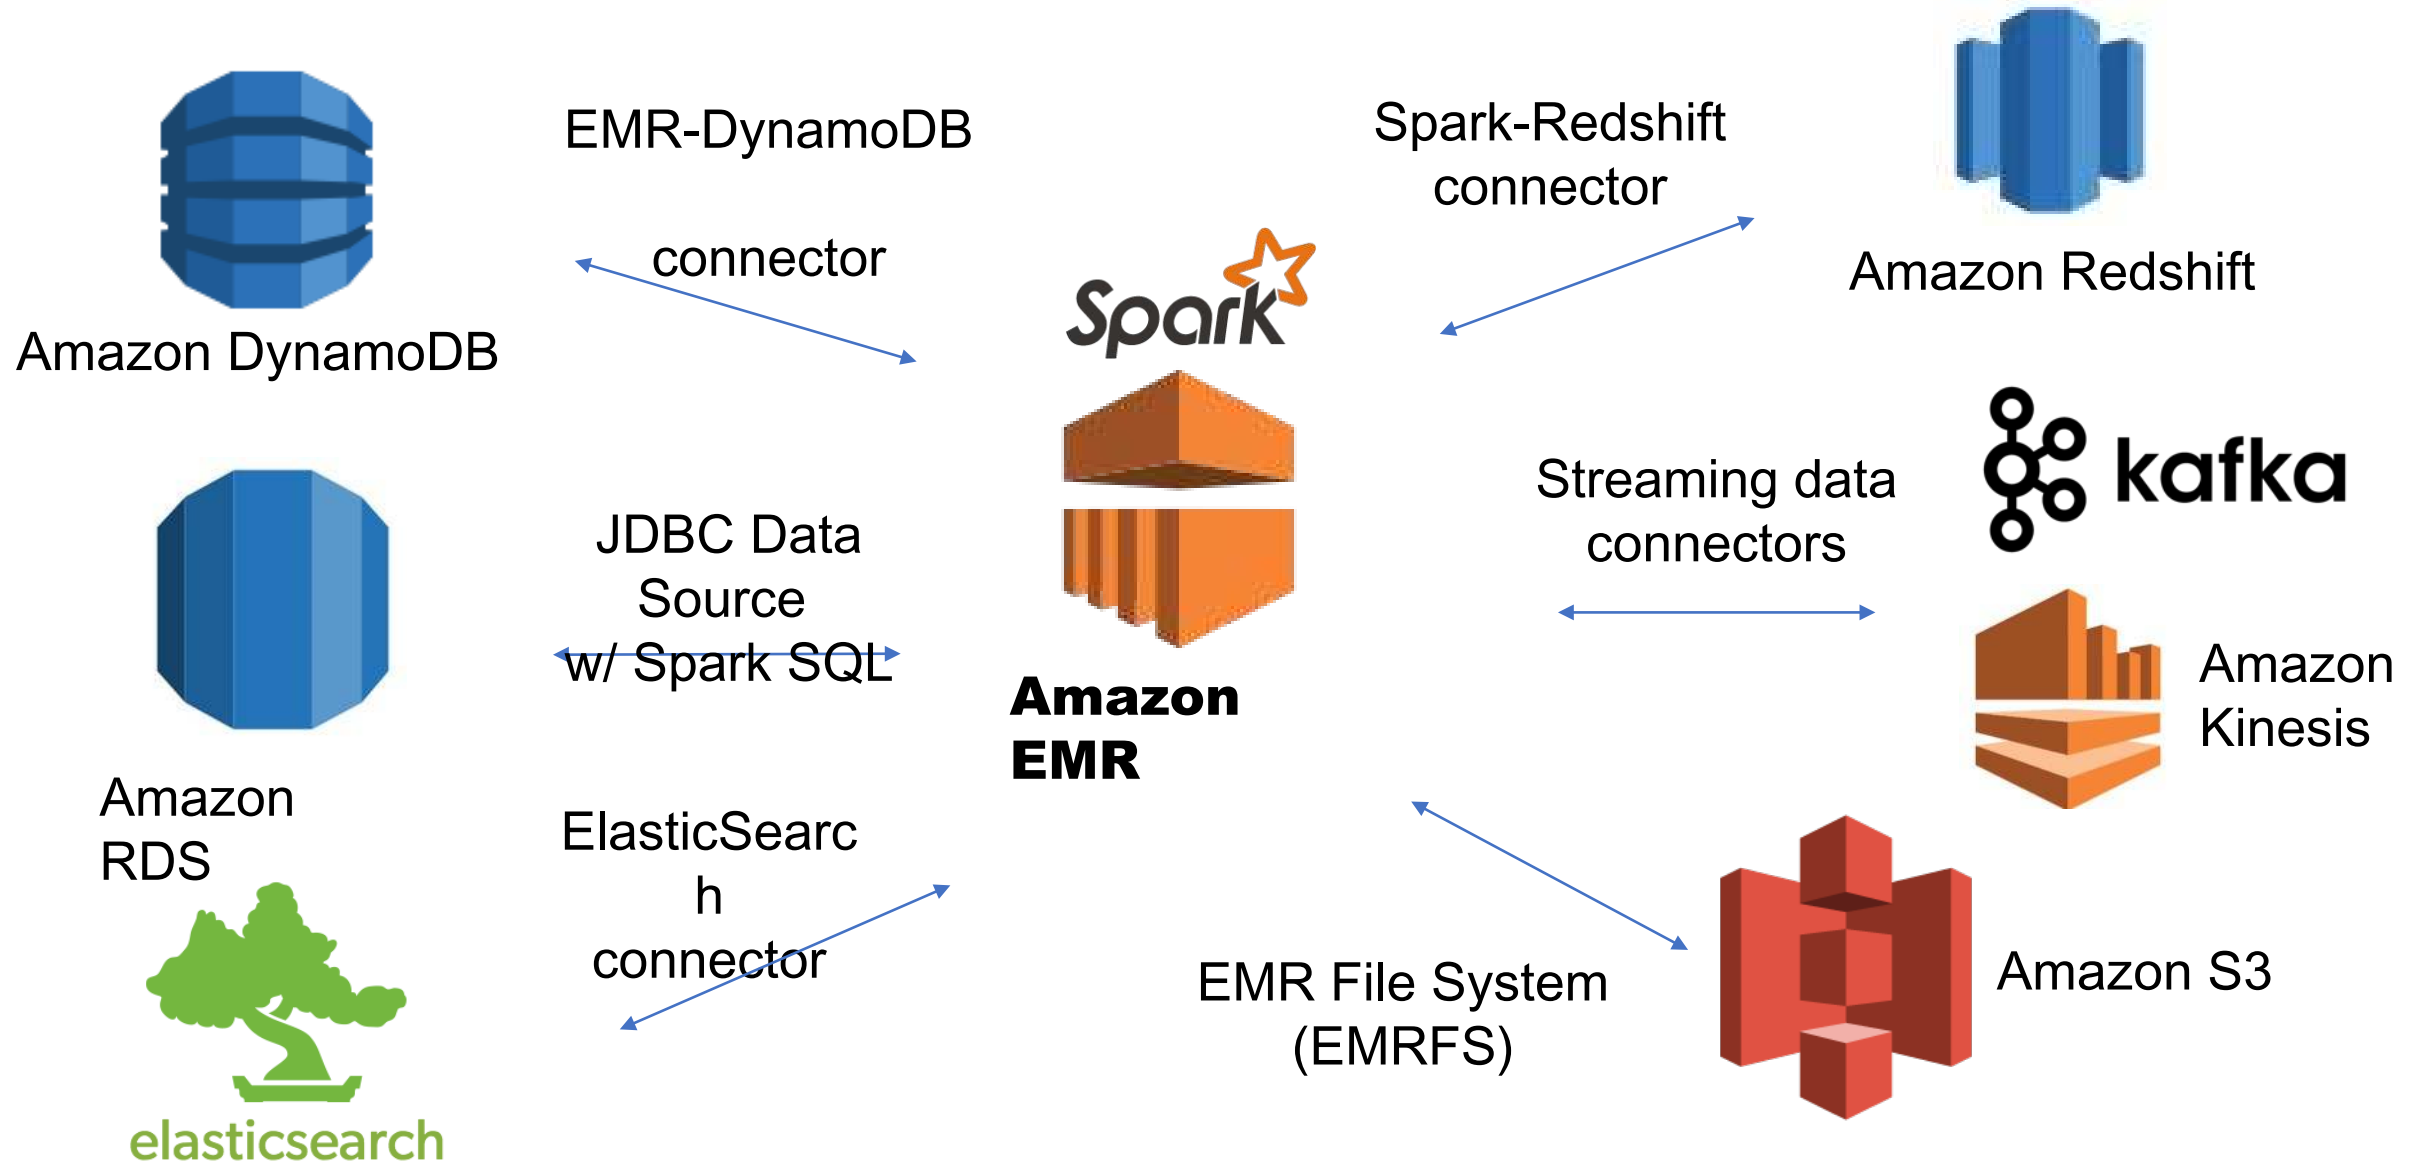 EMR-DynamoDB
connector
Amazon DynamoDB
Spark-Redshift
connector
Amazon Redshift
Spark
Amazon
EMR
JDBC Data
Source
w/ Spark SQL
Amazon
RDS
Streaming data
connectors
kafka
Amazon
Kinesis
ElasticSearc
h
connector
elasticsearch
EMR File System
(EMRFS)
Amazon S3